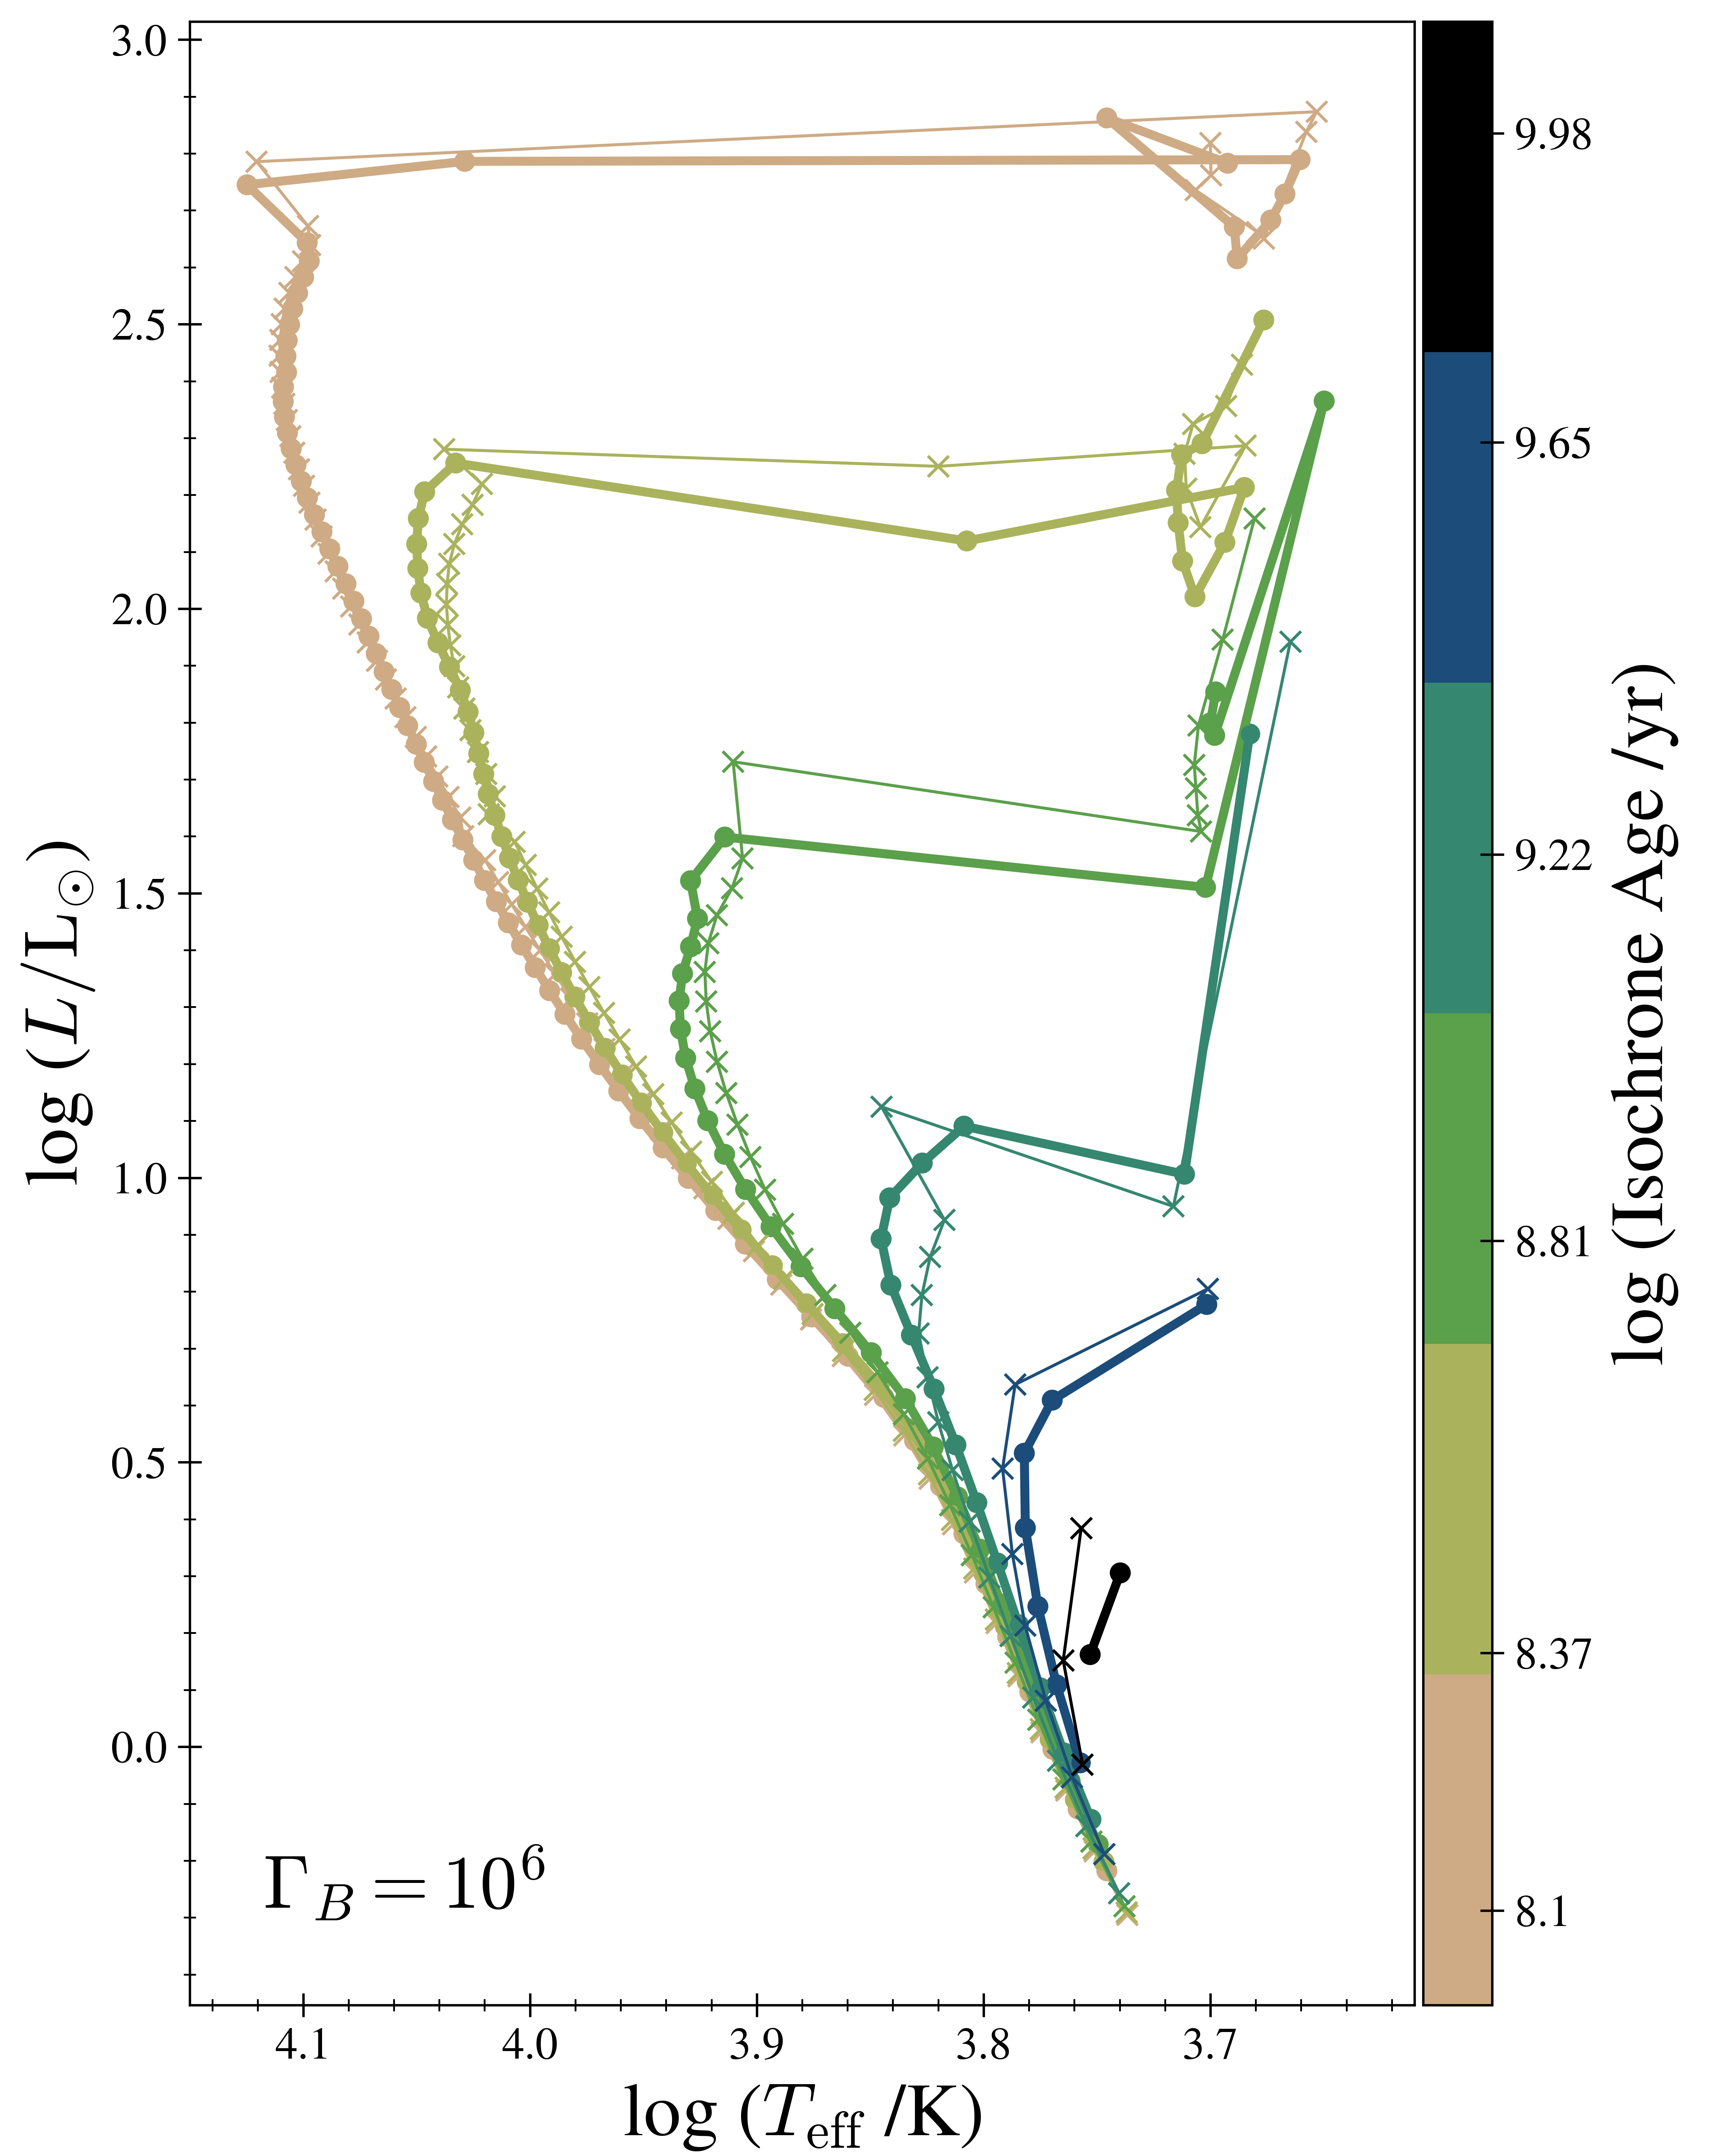 3.0
2.5
2.0
1.5
1.0
0.5
0.0
log (L/L☉)
Γ_B = 10⁶
4.1 4.0 3.9 3.8 3.7
log (T_eff /K)
9.98
9.65
9.22
8.81
8.37
8.1
log (Isochrone Age /yr)